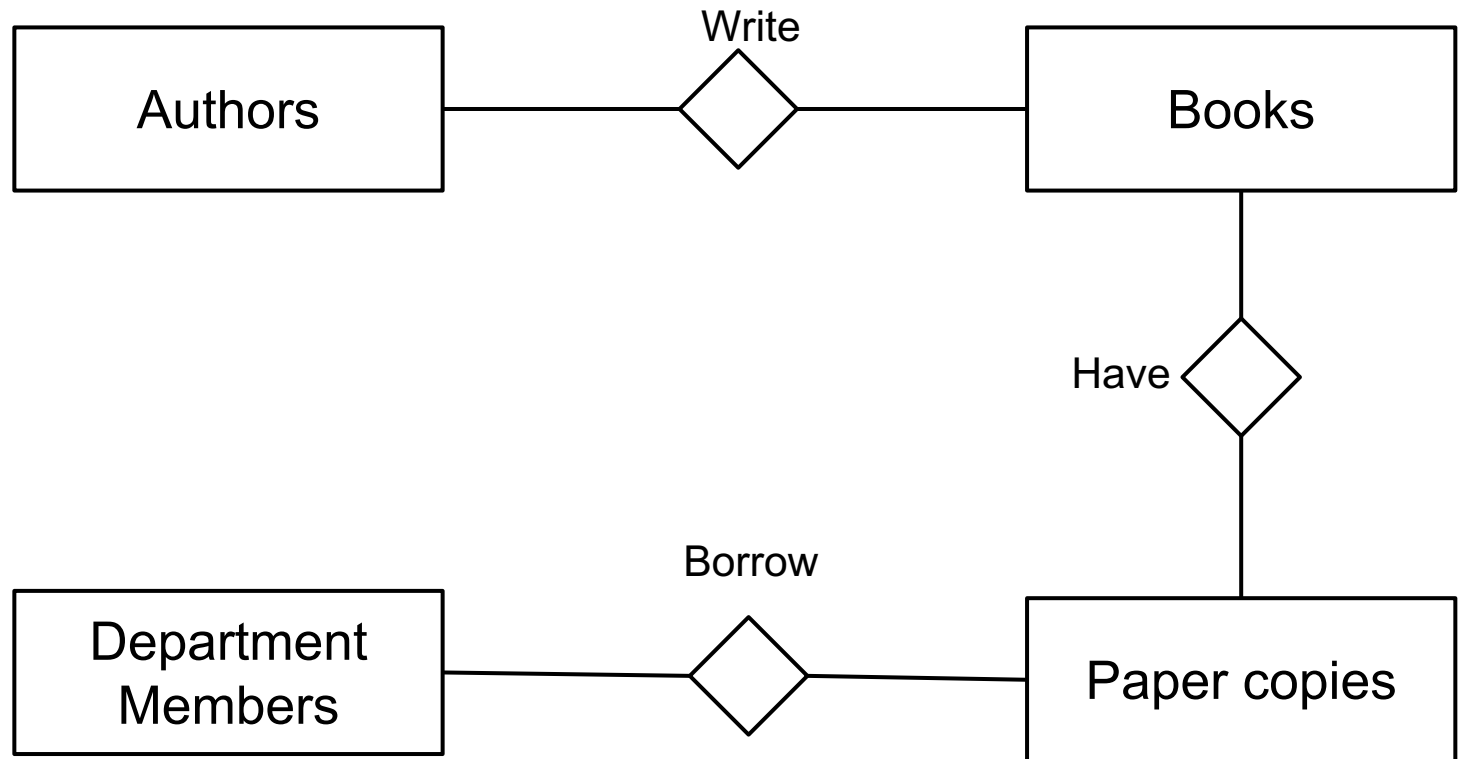 Write
Authors
Books
Have
Borrow
Department
Members
Paper copies